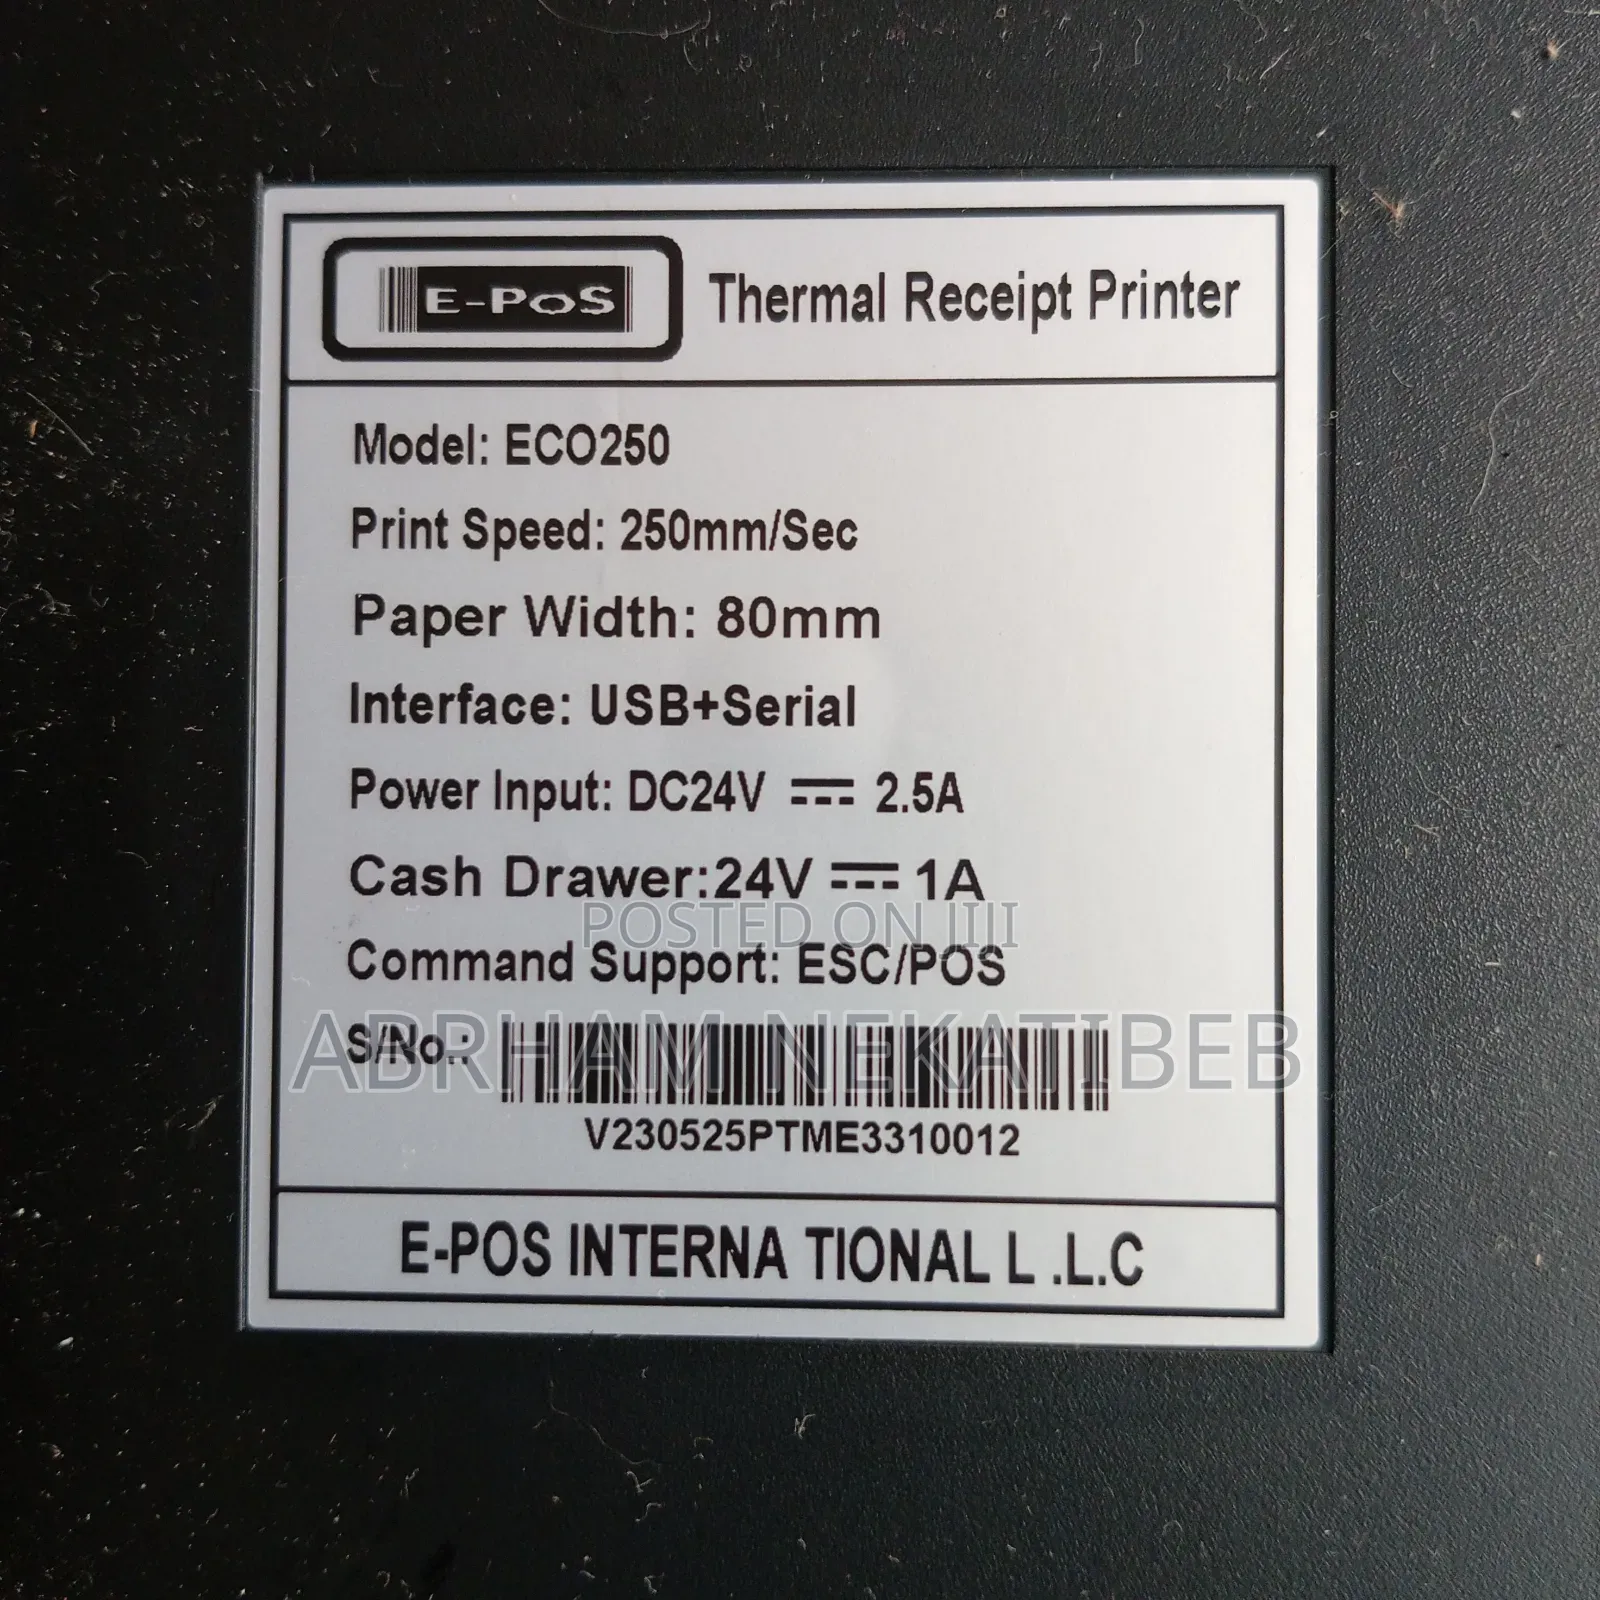 E-PoS Thermal Receipt Printer
Model: ECO250
Print Speed: 250mm/Sec
Paper Width: 80mm
Interface: USB+Serial
Power Input: DC24V ⎓ 2.5A
Cash Drawer:24V ⎓ 1A
POSTED ON JIJI
Command Support: ESC/POS
ABRHAM NEKATIBEB
S/No.:
V230525PTME3310012
E-POS INTERNA TIONAL L .L.C